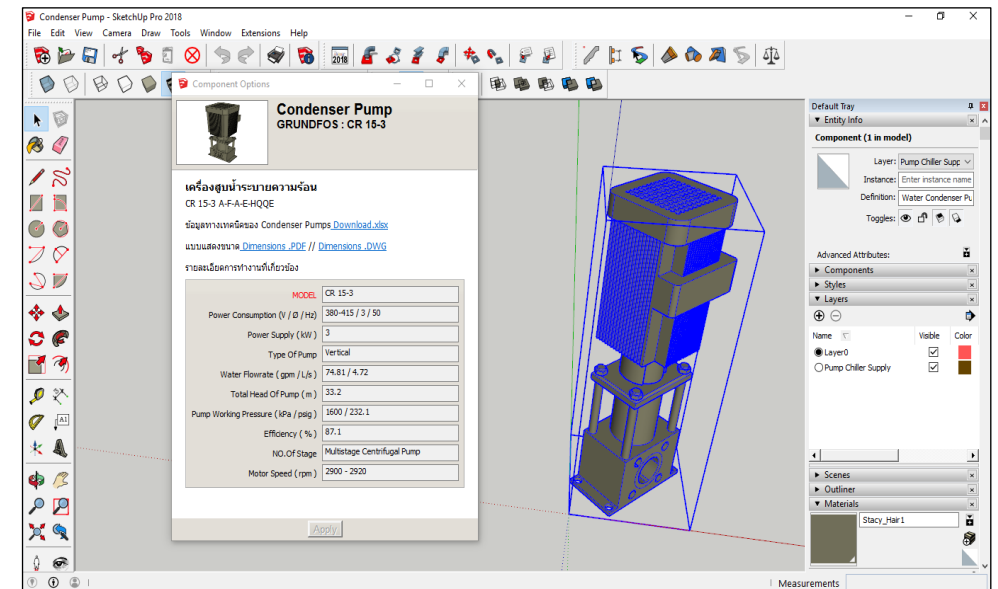 Condenser Pump - SketchUp Pro 2018
File Edit View Camera Draw Tools Window Extensions Help
2018
Component Options
Condenser Pump
GRUNDFOS : CR 15-3
เครื่องสูบน้ำระบายความร้อน
CR 15-3 A-F-A-E-HQQE
ข้อมูลทางเทคนิคของ Condenser Pumps Download.xlsx
แบบแสดงขนาด Dimensions .PDF // Dimensions .DWG
รายละเอียดการทำงานที่เกี่ยวข้อง
MODEL CR 15-3
Power Consumption (V / Ø / Hz) 380-415 / 3 / 50
Power Supply ( kW ) 3
Type Of Pump Vertical
Water Flowrate ( gpm / L/s ) 74.81 / 4.72
Total Head Of Pump ( m ) 33.2
Pump Working Pressure ( kPa / psig ) 1600 / 232.1
Efficiency ( % ) 87.1
NO.Of Stage Multistage Centrifugal Pump
Motor Speed ( rpm ) 2900 - 2920
Apply
A1
Default Tray
Entity Info
Component (1 in model)
Layer: Pump Chiller Supp
Instance: Enter instance name
Definition: Water Condenser Pu
Toggles:
Advanced Attributes:
Components
Styles
Layers
Name Visible Color
Layer0
Pump Chiller Supply
Scenes
Outliner
Materials
Stacy_Hair1
Measurements